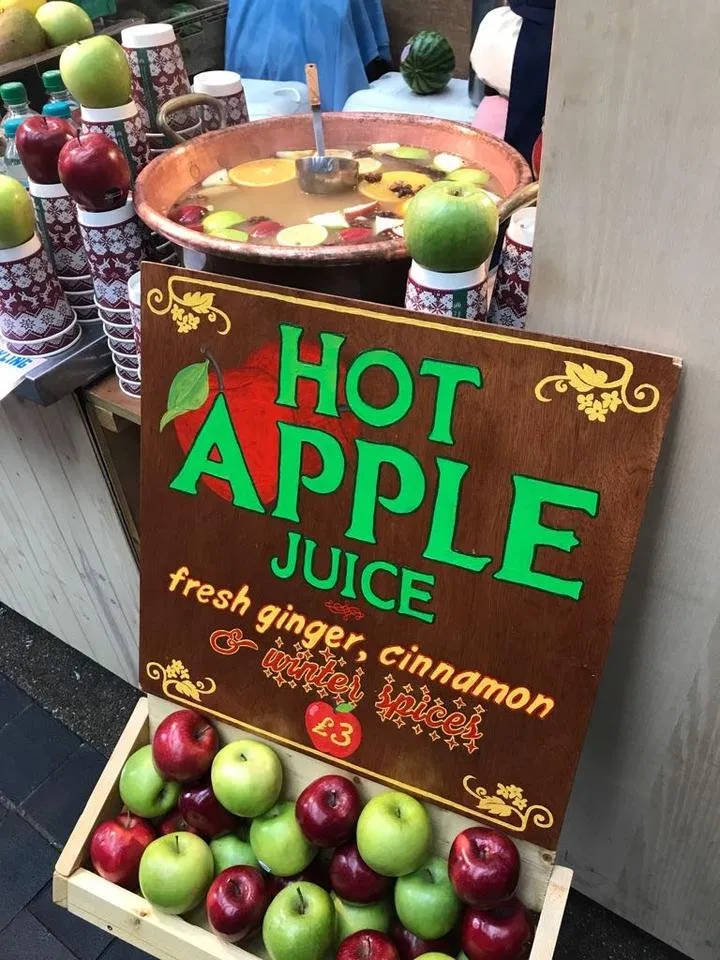 HOT
APPLE
JUICE
fresh ginger, cinnamon
& winter spices
£3